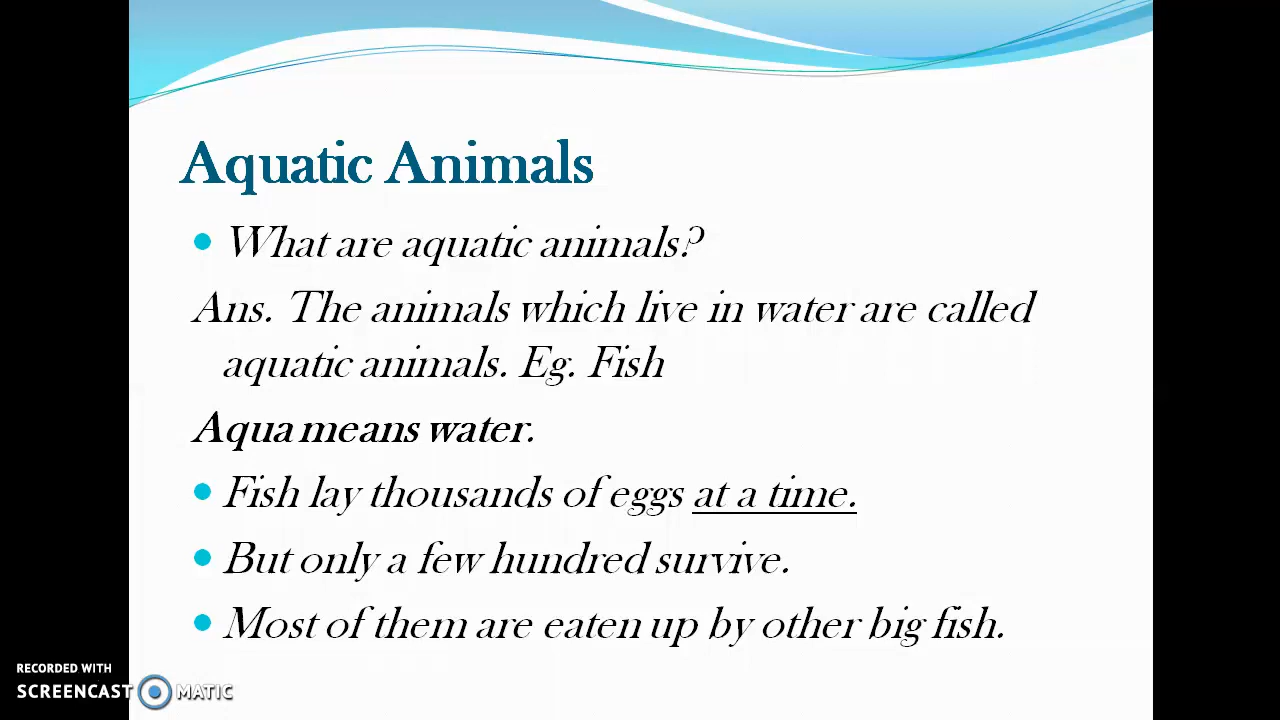 Aquatic Animals
What are aquatic animals?
Ans. The animals which live in water are called
aquatic animals. Eg. Fish
Aqua means water.
Fish lay thousands of eggs at a time.
But only a few hundred survive.
Most of them are eaten up by other big fish.
RECORDED WITH
SCREENCAST MATIC